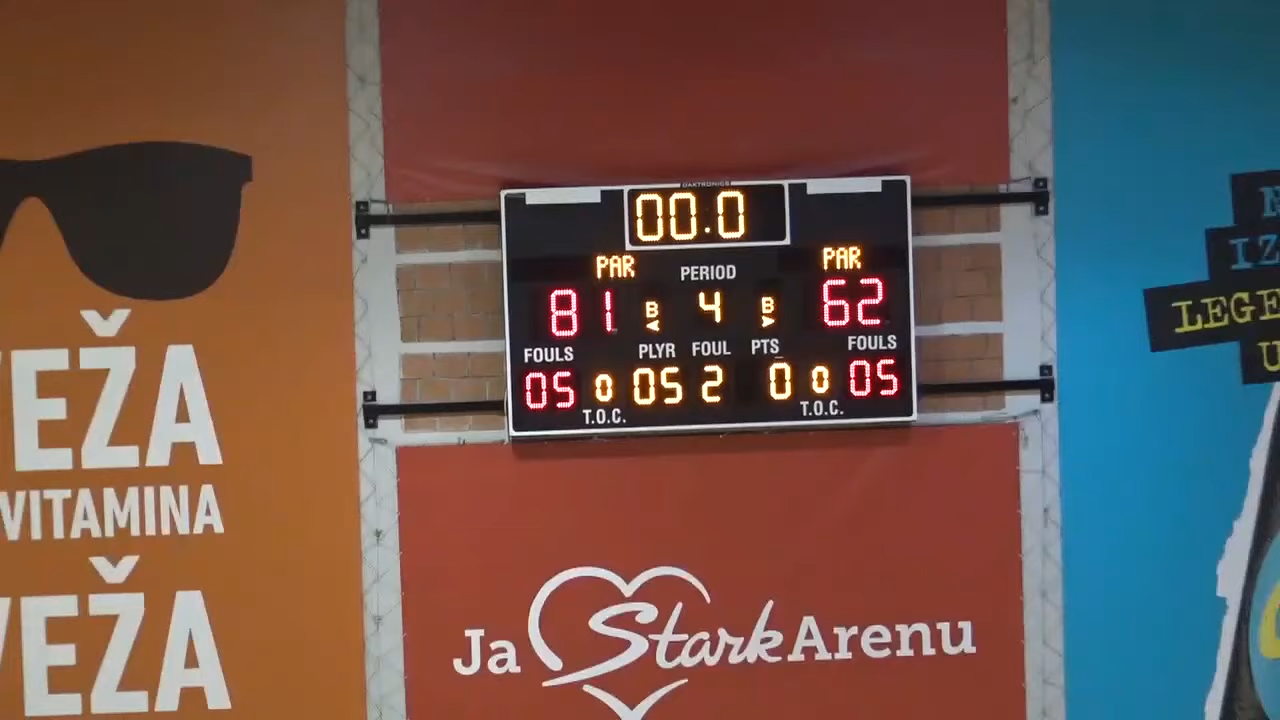 DAKTRONICS
00.0
PAR PERIOD PAR
81 B 4 B 62
FOULS PLYR FOUL PTS FOULS
05 0 05 2 0 0 05
T.O.C. T.O.C.
VEŽA
VITAMINA
VEŽA
Ja Stark Arenu
IZ
LEGE
U